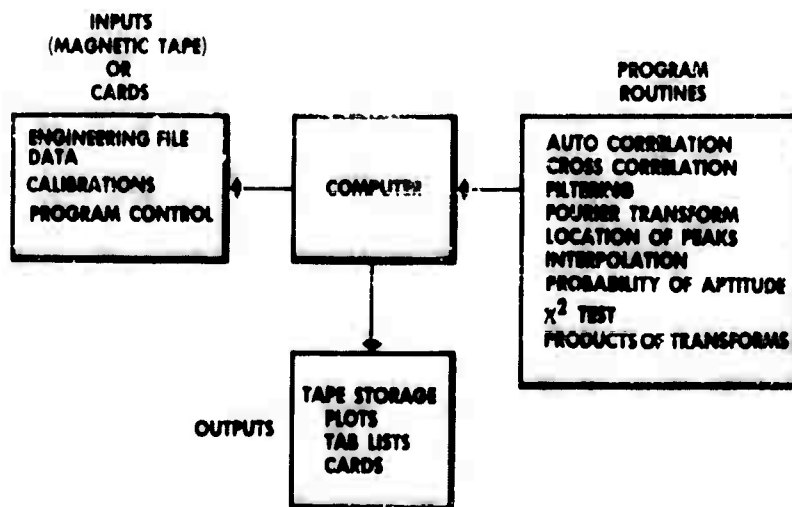 INPUTS
(MAGNETIC TAPE)
OR
CARDS
ENGINEERING FILE
DATA
CALIBRATIONS
PROGRAM CONTROL
COMPUTER
PROGRAM
ROUTINES
AUTO CORRELATION
CROSS CORRELATION
FILTERING
FOURIER TRANSFORM
LOCATION OF PEAKS
INTERPOLATION
PROBABILITY OF APTITUDE
χ² TEST
PRODUCTS OF TRANSFORMS
OUTPUTS
TAPE STORAGE
PLOTS
TAB LISTS
CARDS